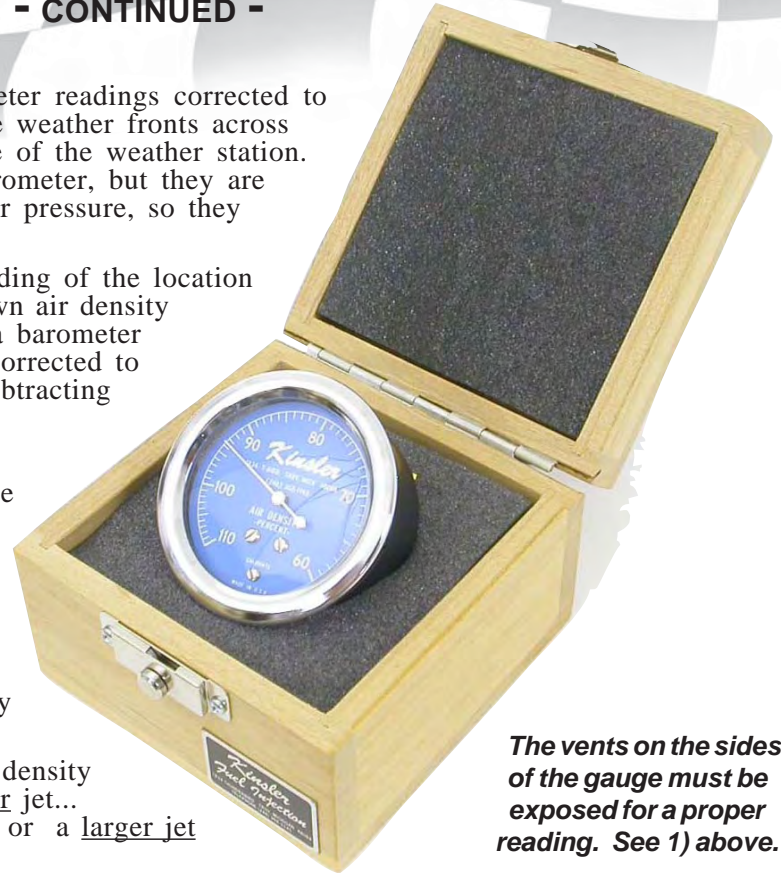 - CONTINUED -
eter readings corrected to
e weather fronts across
e of the weather station.
rometer, but they are
r pressure, so they
ding of the location
wn air density
a barometer
orrected to
btracting
e
y
density
r jet...
or a larger jet
80
90
70
Kinsler
100
AIR DENSITY
-PERCENT-
110
60
MADE IN U.S.A.
Kinsler
Fuel Injection
The vents on the sides
of the gauge must be
exposed for a proper
reading. See 1) above.